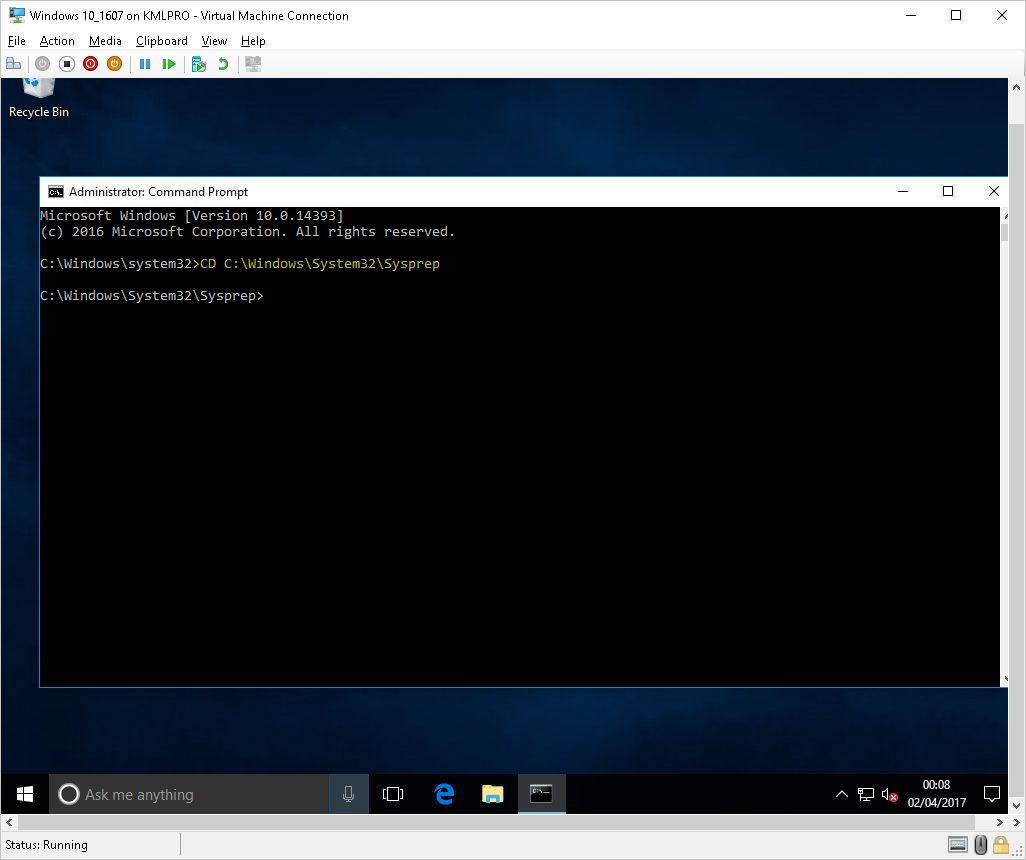 Windows 10_1607 on KMLPRO - Virtual Machine Connection
File Action Media Clipboard View Help
Recycle Bin
Administrator: Command Prompt
Microsoft Windows [Version 10.0.14393]
(c) 2016 Microsoft Corporation. All rights reserved.
C:\Windows\system32>CD C:\Windows\System32\Sysprep
C:\Windows\System32\Sysprep>
Ask me anything
00:08
02/04/2017
Status: Running